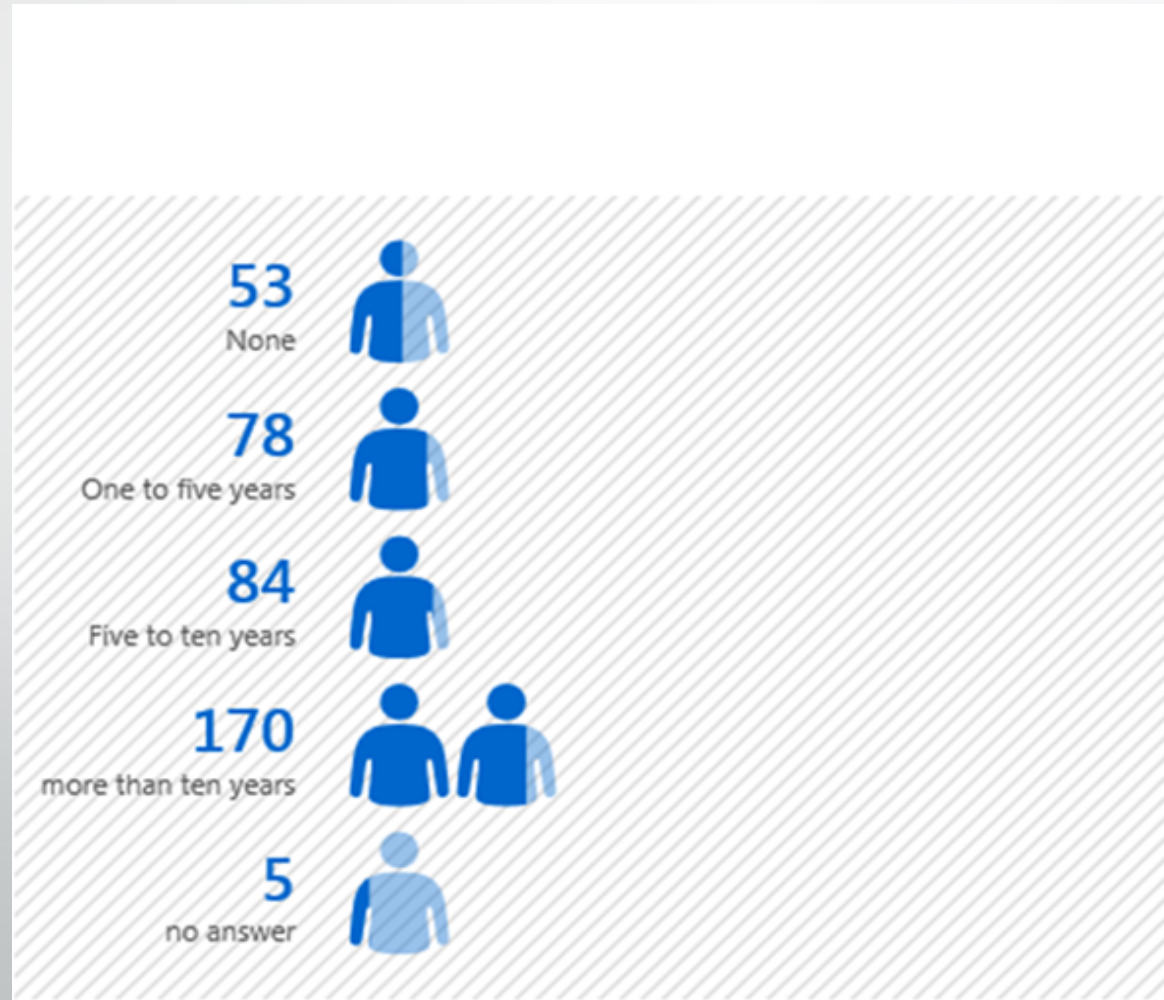 53
None
78
One to five years
84
Five to ten years
170
more than ten years
5
no answer